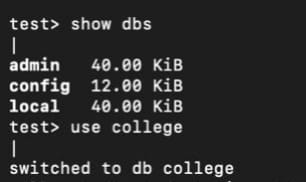 test> show dbs
|
admin   40.00 KiB
config  12.00 KiB
local   40.00 KiB
test> use college
|
switched to db college